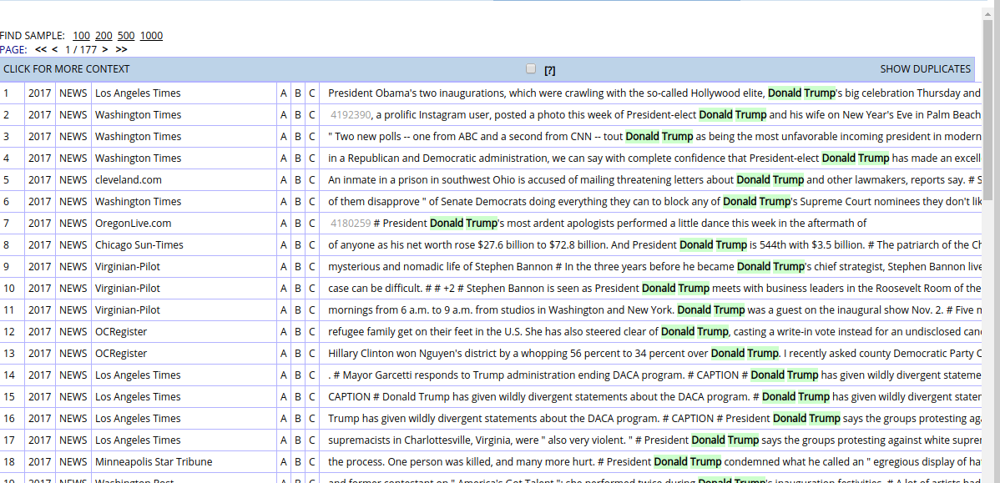 FIND SAMPLE: 100 200 500 1000
PAGE: << < 1 / 177 > >>
CLICK FOR MORE CONTEXT [?] SHOW DUPLICATES
1 2017 NEWS Los Angeles Times A B C President Obama's two inaugurations, which were crawling with the so-called Hollywood elite, Donald Trump's big celebration Thursday and
2 2017 NEWS Washington Times A B C 4192390, a prolific Instagram user, posted a photo this week of President-elect Donald Trump and his wife on New Year's Eve in Palm Beach
3 2017 NEWS Washington Times A B C " Two new polls -- one from ABC and a second from CNN -- tout Donald Trump as being the most unfavorable incoming president in modern
4 2017 NEWS Washington Times A B C in a Republican and Democratic administration, we can say with complete confidence that President-elect Donald Trump has made an excell
5 2017 NEWS cleveland.com A B C An inmate in a prison in southwest Ohio is accused of mailing threatening letters about Donald Trump and other lawmakers, reports say. # S
6 2017 NEWS Washington Times A B C of them disapprove " of Senate Democrats doing everything they can to block any of Donald Trump's Supreme Court nominees they don't lik
7 2017 NEWS OregonLive.com A B C 4180259 # President Donald Trump's most ardent apologists performed a little dance this week in the aftermath of
8 2017 NEWS Chicago Sun-Times A B C of anyone as his net worth rose $27.6 billion to $72.8 billion. And President Donald Trump is 544th with $3.5 billion. # The patriarch of the Ch
9 2017 NEWS Virginian-Pilot A B C mysterious and nomadic life of Stephen Bannon # In the three years before he became Donald Trump's chief strategist, Stephen Bannon live
10 2017 NEWS Virginian-Pilot A B C case can be difficult. # # +2 # Stephen Bannon is seen as President Donald Trump meets with business leaders in the Roosevelt Room of the
11 2017 NEWS Virginian-Pilot A B C mornings from 6 a.m. to 9 a.m. from studios in Washington and New York. Donald Trump was a guest on the inaugural show Nov. 2. # Five m
12 2017 NEWS OCRegister A B C refugee family get on their feet in the U.S. She has also steered clear of Donald Trump, casting a write-in vote instead for an undisclosed can
13 2017 NEWS OCRegister A B C Hillary Clinton won Nguyen's district by a whopping 56 percent to 34 percent over Donald Trump. I recently asked county Democratic Party C
14 2017 NEWS Los Angeles Times A B C . # Mayor Garcetti responds to Trump administration ending DACA program. # CAPTION # Donald Trump has given wildly divergent stateme
15 2017 NEWS Los Angeles Times A B C CAPTION # Donald Trump has given wildly divergent statements about the DACA program. # Donald Trump has given wildly divergent stater
16 2017 NEWS Los Angeles Times A B C Trump has given wildly divergent statements about the DACA program. # CAPTION # President Donald Trump says the groups protesting aga
17 2017 NEWS Los Angeles Times A B C supremacists in Charlottesville, Virginia, were " also very violent. " # President Donald Trump says the groups protesting against white suprer
18 2017 NEWS Minneapolis Star Tribune A B C the process. One person was killed, and many more hurt. # President Donald Trump condemned what he called an " egregious display of ha
19 2017 NEWS Washington Post A B C and former contestant on " America's Got Talent "; she performed twice during Donald Trump's inauguration festivities. # A lot of artists had